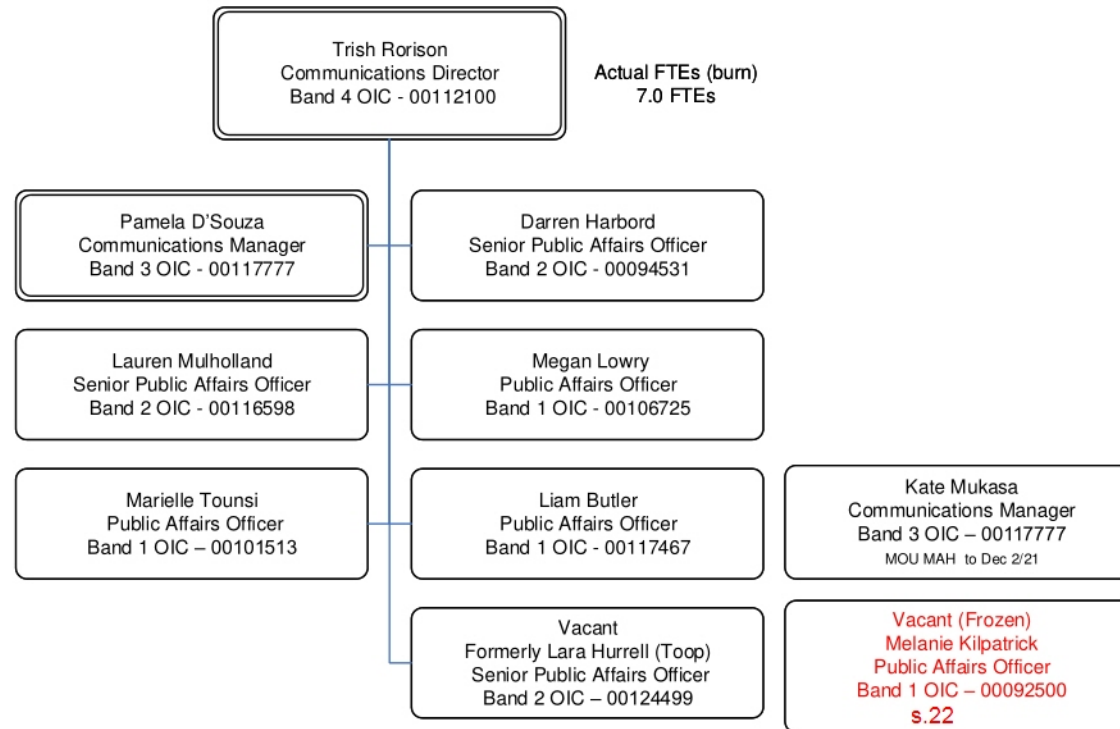 Trish Rorison
Communications Director
Band 4 OIC - 00112100
Actual FTEs (burn)
7.0 FTEs
Pamela D'Souza
Communications Manager
Band 3 OIC - 00117777
Darren Harbord
Senior Public Affairs Officer
Band 2 OIC - 00094531
Lauren Mulholland
Senior Public Affairs Officer
Band 2 OIC - 00116598
Megan Lowry
Public Affairs Officer
Band 1 OIC - 00106725
Marielle Tounsi
Public Affairs Officer
Band 1 OIC – 00101513
Liam Butler
Public Affairs Officer
Band 1 OIC - 00117467
Kate Mukasa
Communications Manager
Band 3 OIC – 00117777
MOU MAH to Dec 2/21
Vacant
Formerly Lara Hurrell (Toop)
Senior Public Affairs Officer
Band 2 OIC – 00124499
Vacant (Frozen)
Melanie Kilpatrick
Public Affairs Officer
Band 1 OIC – 00092500
s.22